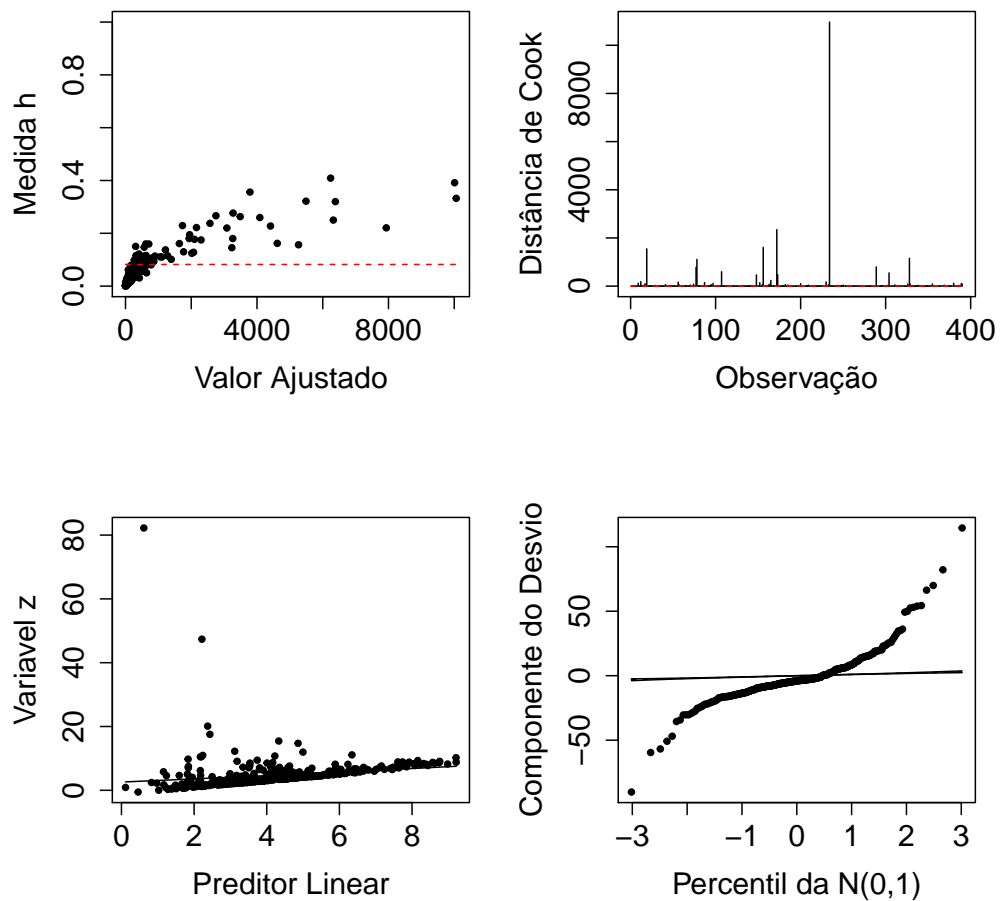 Medida h
0.0 0.4 0.8
0 4000 8000
Valor Ajustado
Distância de Cook
0 4000 8000
0 100 200 300 400
Observação
Variavel z
0 20 40 60 80
0 2 4 6 8
Preditor Linear
Componente do Desvio
−50 0 50
−3 −1 0 1 2 3
Percentil da N(0,1)